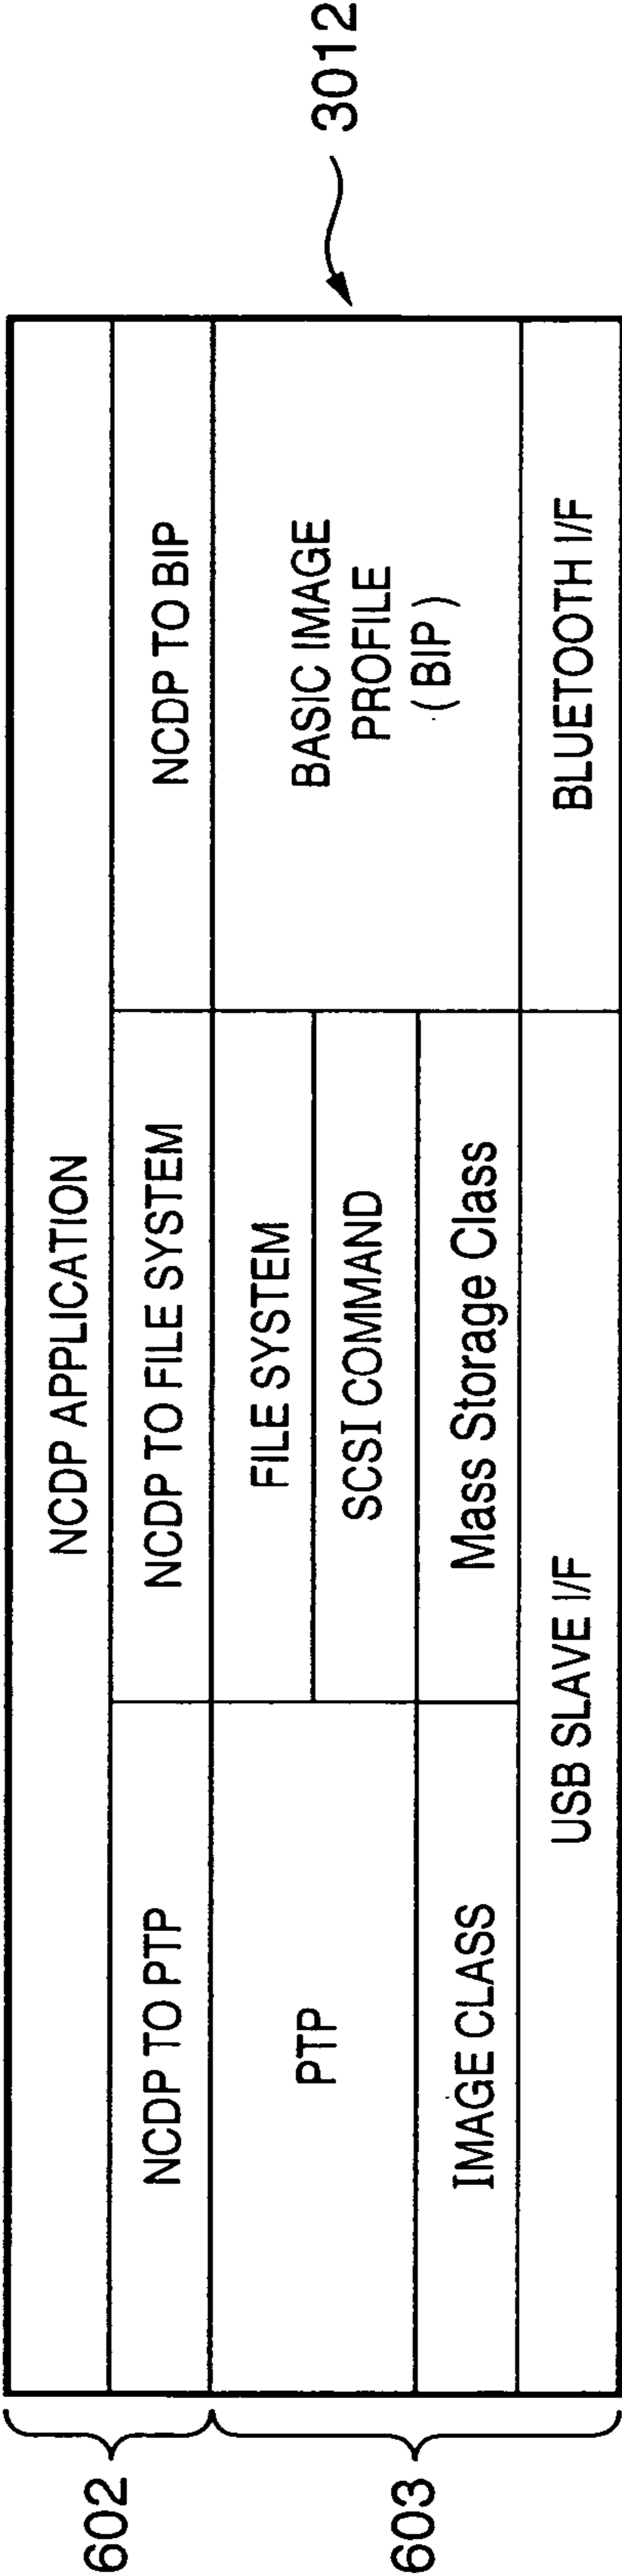 3012
NCDP APPLICATION
NCDP TO PTP
NCDP TO FILE SYSTEM
NCDP TO BIP
602
PTP
FILE SYSTEM
SCSI COMMAND
BASIC IMAGE
PROFILE
(BIP)
IMAGE CLASS
Mass Storage Class
USB SLAVE I/F
BLUETOOTH I/F
603